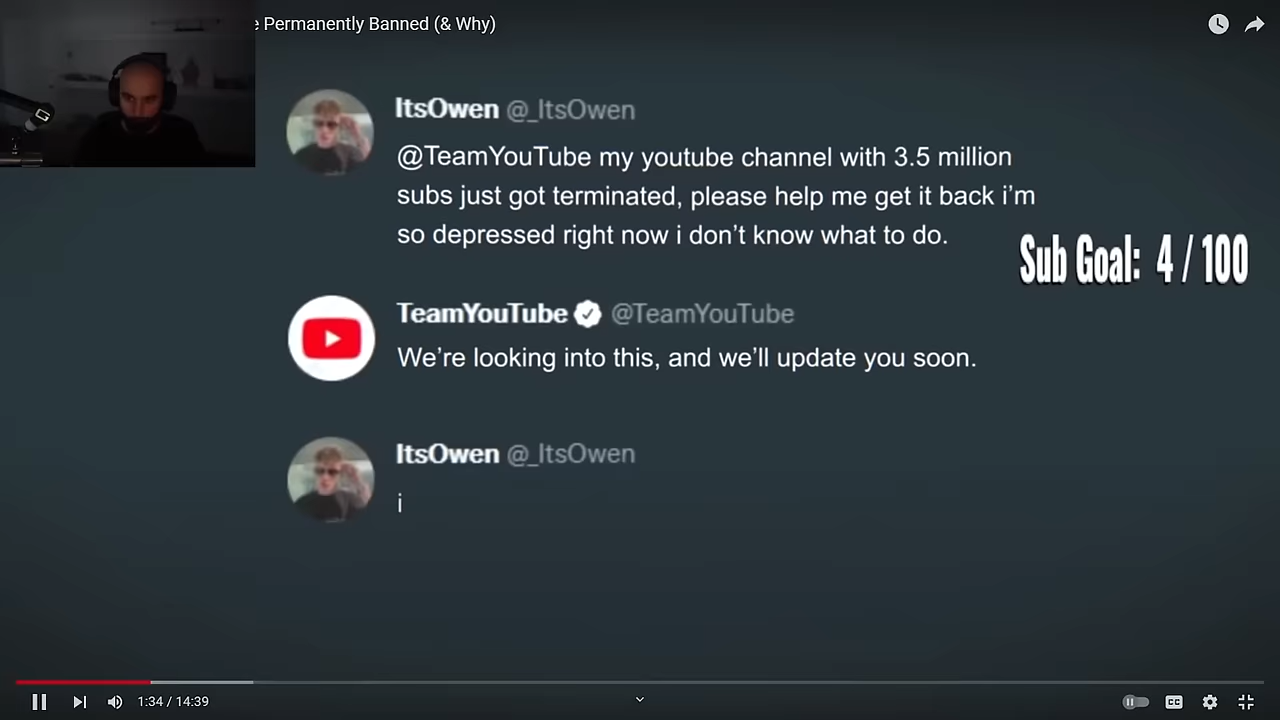 e Permanently Banned (& Why)
ItsOwen @_ItsOwen
@TeamYouTube my youtube channel with 3.5 million
subs just got terminated, please help me get it back i’m
so depressed right now i don’t know what to do.
Sub Goal: 4 / 100
TeamYouTube @TeamYouTube
We’re looking into this, and we’ll update you soon.
ItsOwen @_ItsOwen
i
1:34 / 14:39
CC